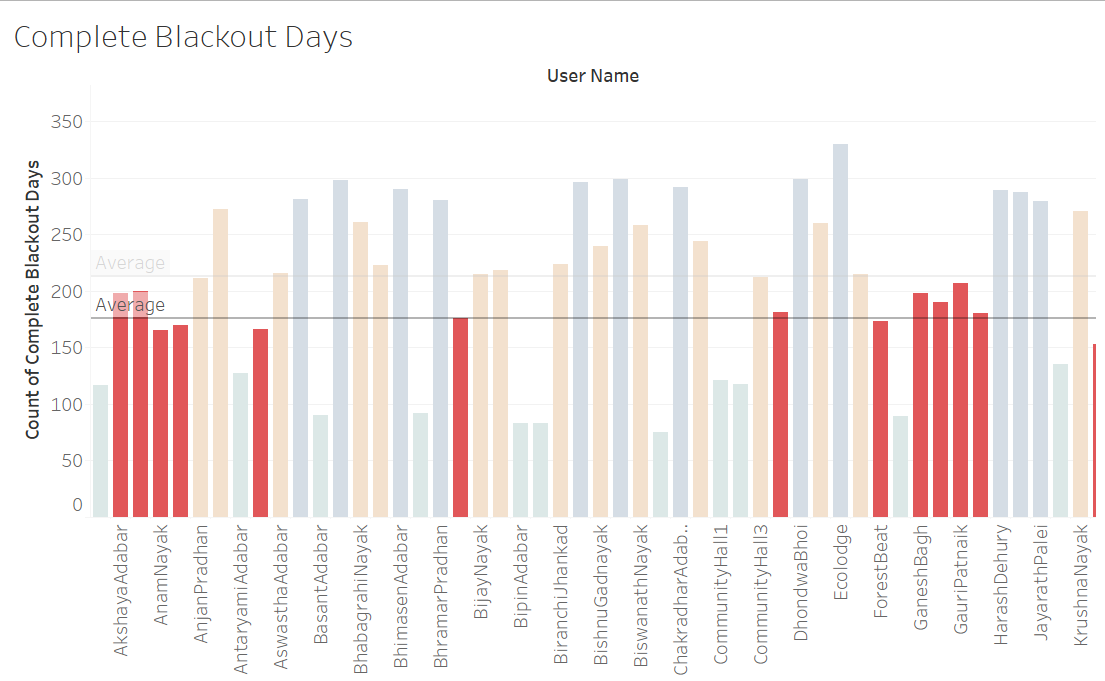 Complete Blackout Days
User Name
Count of Complete Blackout Days
350
300
250
200
150
100
50
0
Average
Average
AkshayaAdabar
AnamNayak
AnjanPradhan
AntaryamiAdabar
AswasthaAdabar
BasantAdabar
BhabagrahiNayak
BhimasenAdabar
BhramarPradhan
BijayNayak
BipinAdabar
BiranchiJhankad
BishnuGadnayak
BiswanathNayak
ChakradharAdab..
CommunityHall1
CommunityHall3
DhondwaBhoi
Ecolodge
ForestBeat
GaneshBagh
GauriPatnaik
HarashDehury
JayarathPalei
KrushnaNayak